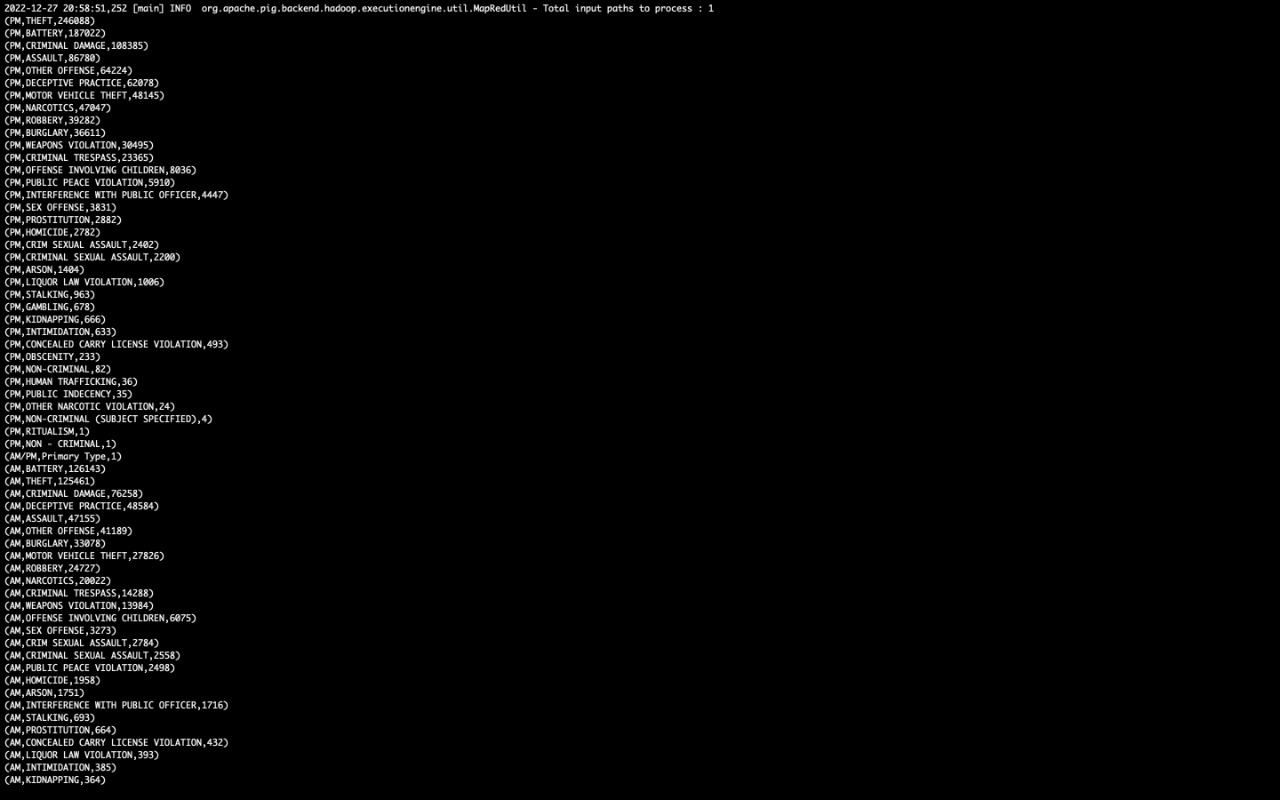 2022-12-27 20:58:51,252 [main] INFO  org.apache.pig.backend.hadoop.executionengine.util.MapRedUtil - Total input paths to process : 1
(PM,THEFT,246088)
(PM,BATTERY,187022)
(PM,CRIMINAL DAMAGE,108385)
(PM,ASSAULT,86780)
(PM,OTHER OFFENSE,64224)
(PM,DECEPTIVE PRACTICE,62078)
(PM,MOTOR VEHICLE THEFT,48145)
(PM,NARCOTICS,47047)
(PM,ROBBERY,39282)
(PM,BURGLARY,36611)
(PM,WEAPONS VIOLATION,30495)
(PM,CRIMINAL TRESPASS,23365)
(PM,OFFENSE INVOLVING CHILDREN,8036)
(PM,PUBLIC PEACE VIOLATION,5910)
(PM,INTERFERENCE WITH PUBLIC OFFICER,4447)
(PM,SEX OFFENSE,3831)
(PM,PROSTITUTION,2882)
(PM,HOMICIDE,2782)
(PM,CRIM SEXUAL ASSAULT,2402)
(PM,CRIMINAL SEXUAL ASSAULT,2200)
(PM,ARSON,1404)
(PM,LIQUOR LAW VIOLATION,1006)
(PM,STALKING,963)
(PM,GAMBLING,678)
(PM,KIDNAPPING,666)
(PM,INTIMIDATION,633)
(PM,CONCEALED CARRY LICENSE VIOLATION,493)
(PM,OBSCENITY,233)
(PM,NON-CRIMINAL,82)
(PM,HUMAN TRAFFICKING,36)
(PM,PUBLIC INDECENCY,35)
(PM,OTHER NARCOTIC VIOLATION,24)
(PM,NON-CRIMINAL (SUBJECT SPECIFIED),4)
(PM,RITUALISM,1)
(PM,NON - CRIMINAL,1)
(AM/PM,Primary Type,1)
(AM,BATTERY,126143)
(AM,THEFT,125461)
(AM,CRIMINAL DAMAGE,76258)
(AM,DECEPTIVE PRACTICE,48584)
(AM,ASSAULT,47155)
(AM,OTHER OFFENSE,41189)
(AM,BURGLARY,33078)
(AM,MOTOR VEHICLE THEFT,27826)
(AM,ROBBERY,24727)
(AM,NARCOTICS,20022)
(AM,CRIMINAL TRESPASS,14288)
(AM,WEAPONS VIOLATION,13984)
(AM,OFFENSE INVOLVING CHILDREN,6075)
(AM,SEX OFFENSE,3273)
(AM,CRIM SEXUAL ASSAULT,2784)
(AM,CRIMINAL SEXUAL ASSAULT,2558)
(AM,PUBLIC PEACE VIOLATION,2498)
(AM,HOMICIDE,1958)
(AM,ARSON,1751)
(AM,INTERFERENCE WITH PUBLIC OFFICER,1716)
(AM,STALKING,693)
(AM,PROSTITUTION,664)
(AM,CONCEALED CARRY LICENSE VIOLATION,432)
(AM,LIQUOR LAW VIOLATION,393)
(AM,INTIMIDATION,385)
(AM,KIDNAPPING,364)